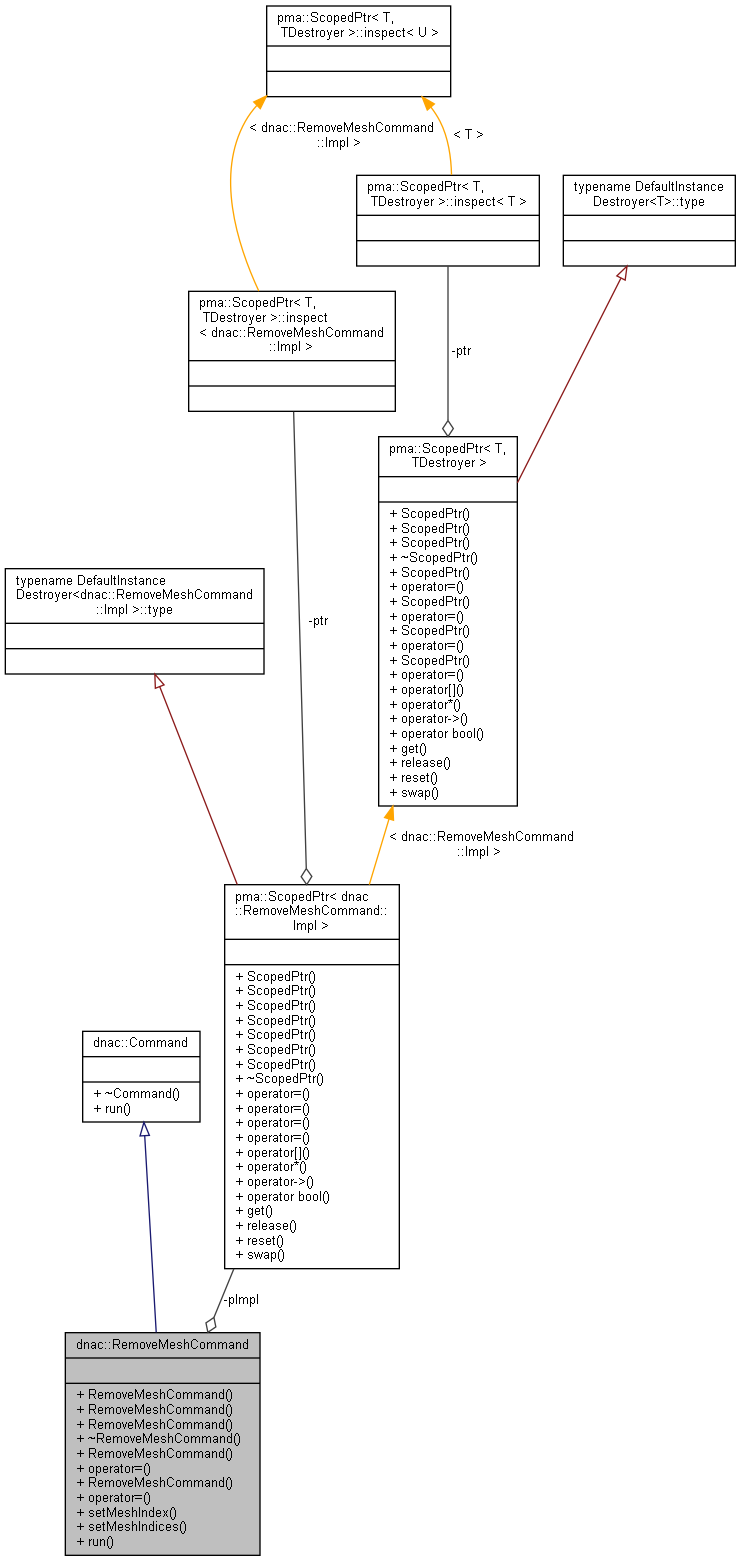 pma::ScopedPtr< T,
TDestroyer >::inspect< U >
< dnac::RemoveMeshCommand
::Impl >
< T >
pma::ScopedPtr< T,
TDestroyer >::inspect< T >
typename DefaultInstance
Destroyer<T>::type
pma::ScopedPtr< T,
TDestroyer >::inspect
< dnac::RemoveMeshCommand
::Impl >
-ptr
pma::ScopedPtr< T,
TDestroyer >
+ ScopedPtr()
+ ScopedPtr()
+ ScopedPtr()
+ ~ScopedPtr()
+ ScopedPtr()
+ operator=()
+ ScopedPtr()
+ operator=()
+ ScopedPtr()
+ operator=()
+ ScopedPtr()
+ operator=()
+ operator[]()
+ operator*()
+ operator->()
+ operator bool()
+ get()
+ release()
+ reset()
+ swap()
typename DefaultInstance
Destroyer<dnac::RemoveMeshCommand
::Impl >::type
-ptr
< dnac::RemoveMeshCommand
::Impl >
pma::ScopedPtr< dnac
::RemoveMeshCommand::
Impl >
+ ScopedPtr()
+ ScopedPtr()
+ ScopedPtr()
+ ScopedPtr()
+ ScopedPtr()
+ ScopedPtr()
+ ScopedPtr()
+ ~ScopedPtr()
+ operator=()
+ operator=()
+ operator=()
+ operator=()
+ operator[]()
+ operator*()
+ operator->()
+ operator bool()
+ get()
+ release()
+ reset()
+ swap()
dnac::Command
+ ~Command()
+ run()
-pImpl
dnac::RemoveMeshCommand
+ RemoveMeshCommand()
+ RemoveMeshCommand()
+ RemoveMeshCommand()
+ ~RemoveMeshCommand()
+ RemoveMeshCommand()
+ operator=()
+ RemoveMeshCommand()
+ operator=()
+ setMeshIndex()
+ setMeshIndices()
+ run()